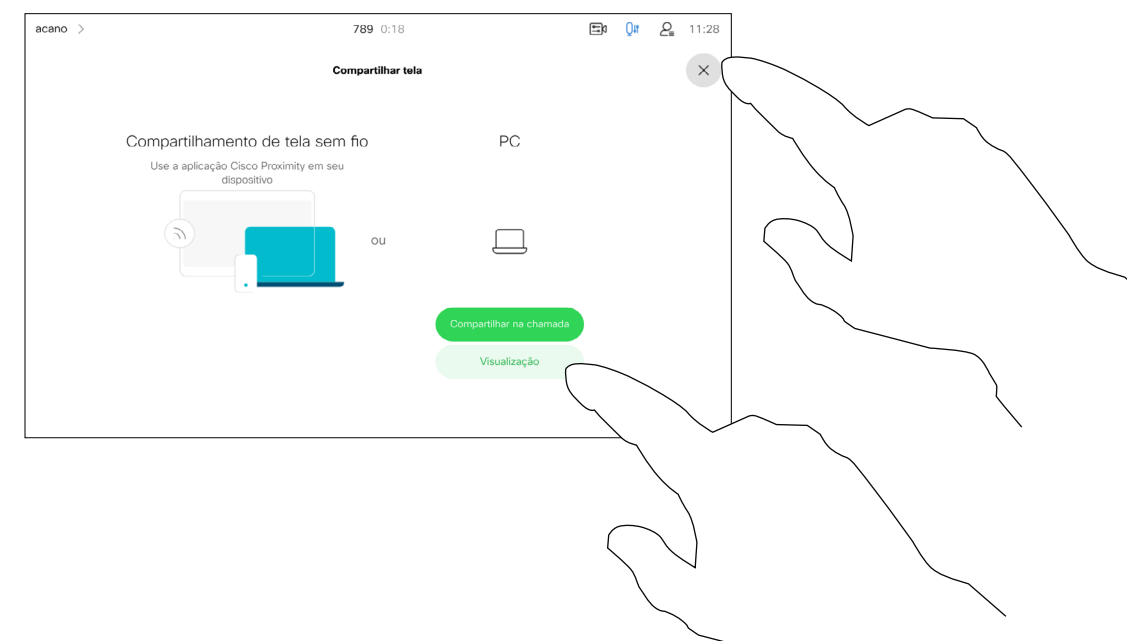 acano
789 0:18
11:28
Compartilhar tela
Compartilhamento de tela sem fio
Use a aplicação Cisco Proximity em seu
dispositivo
ou
PC
Compartilhar na chamada
Visualização